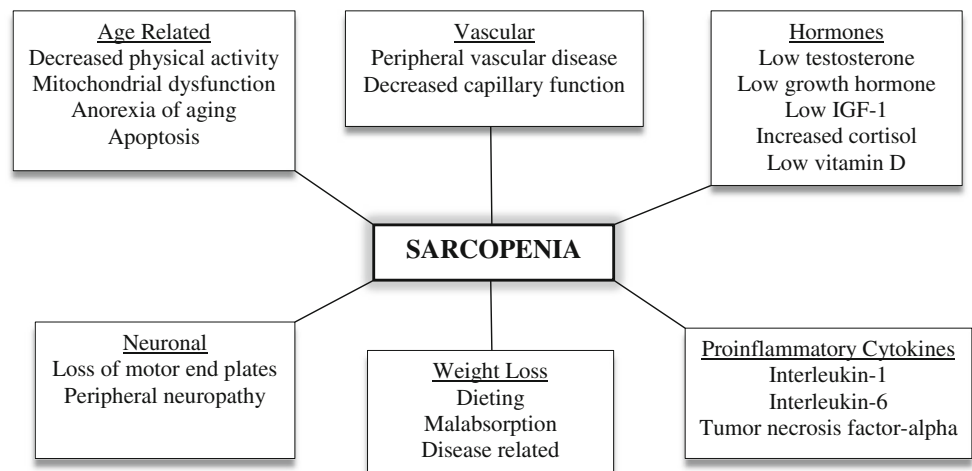 Age Related
Decreased physical activity
Mitochondrial dysfunction
Anorexia of aging
Apoptosis
Vascular
Peripheral vascular disease
Decreased capillary function
Hormones
Low testosterone
Low growth hormone
Low IGF-1
Increased cortisol
Low vitamin D
SARCOPENIA
Neuronal
Loss of motor end plates
Peripheral neuropathy
Weight Loss
Dieting
Malabsorption
Disease related
Proinflammatory Cytokines
Interleukin-1
Interleukin-6
Tumor necrosis factor-alpha